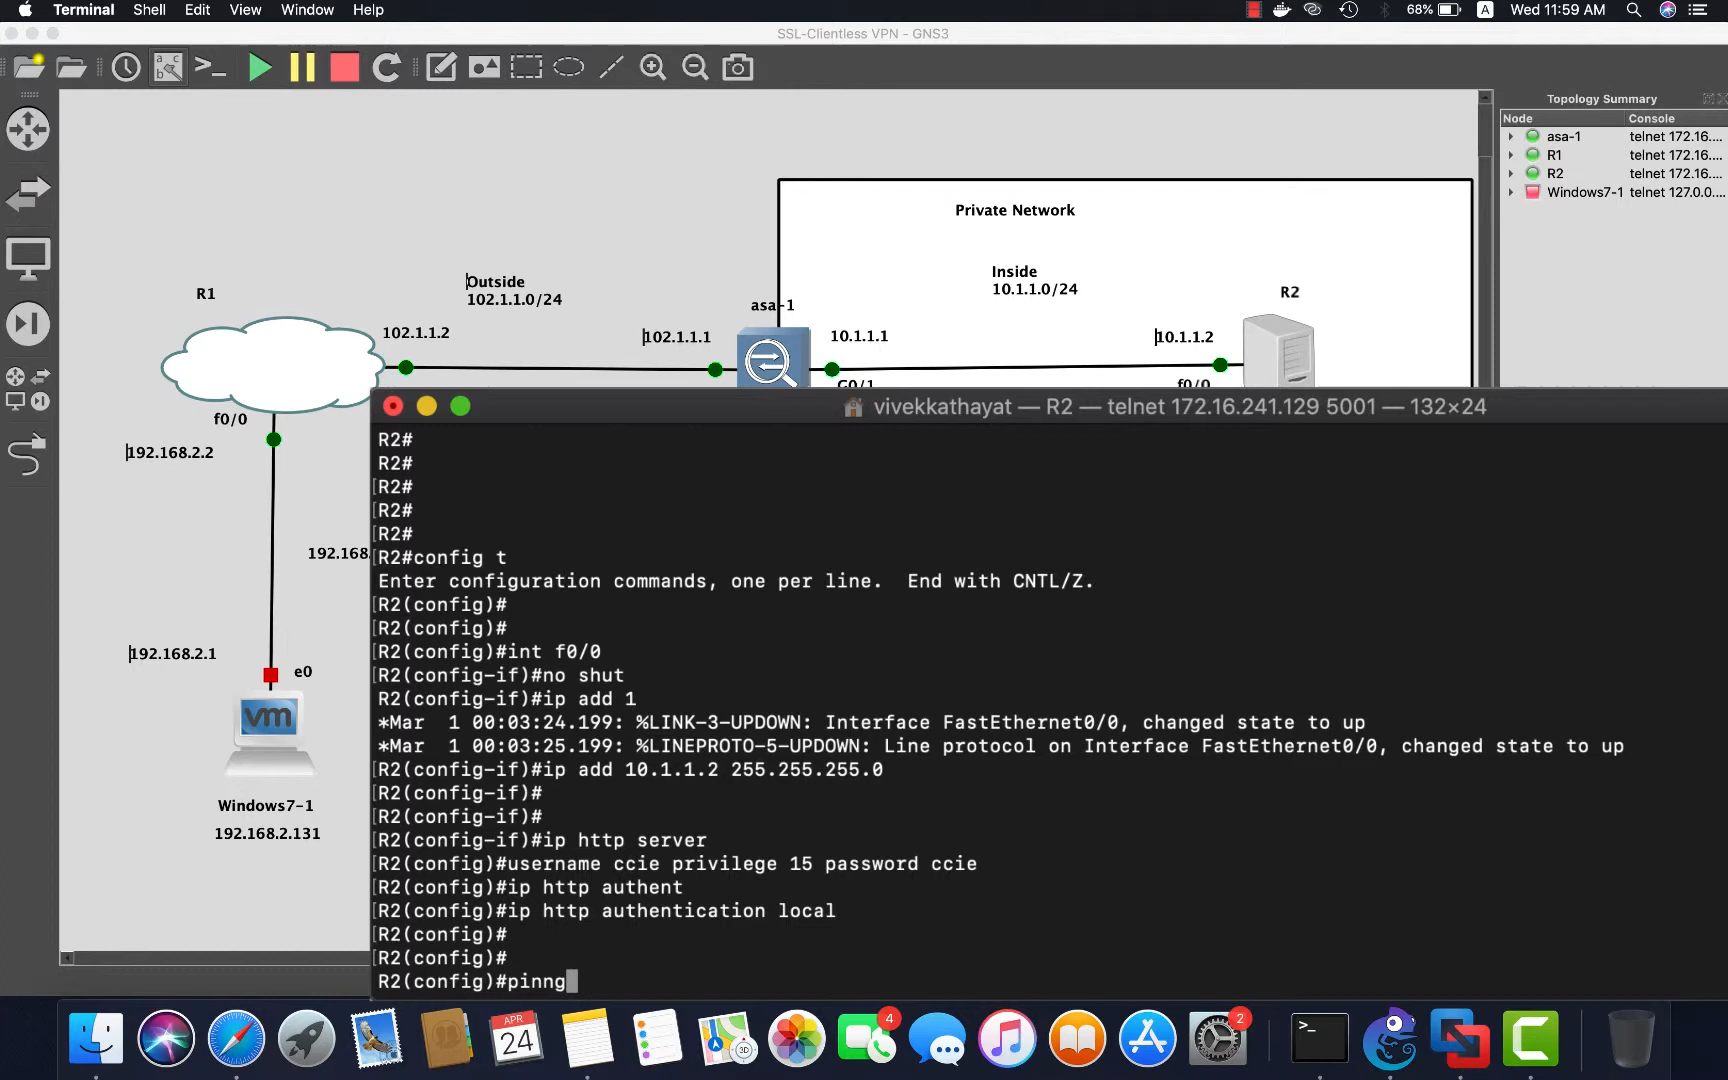 Terminal Shell Edit View Window Help 68% A Wed 11:59 AM
SSL-Clientless VPN - GNS3
Topology Summary
Node Console
asa-1 telnet 172.16....
R1 telnet 172.16....
R2 telnet 172.16....
Windows7-1 telnet 127.0.0....
Private Network
Outside
102.1.1.0/24
Inside
10.1.1.0/24
R1
R2
asa-1
102.1.1.2
102.1.1.1
10.1.1.1
10.1.1.2
G0/1
f0/0
f0/0
192.168.2.2
192.168.
192.168.2.1
e0
vm
Windows7-1
192.168.2.131
vivekkathayat — R2 — telnet 172.16.241.129 5001 — 132×24
R2#
R2#
[R2#
[R2#
[R2#
[R2#config t
Enter configuration commands, one per line.  End with CNTL/Z.
[R2(config)#
[R2(config)#
[R2(config)#int f0/0
[R2(config-if)#no shut
R2(config-if)#ip add 1
*Mar  1 00:03:24.199: %LINK-3-UPDOWN: Interface FastEthernet0/0, changed state to up
*Mar  1 00:03:25.199: %LINEPROTO-5-UPDOWN: Line protocol on Interface FastEthernet0/0, changed state to up
[R2(config-if)#ip add 10.1.1.2 255.255.255.0
[R2(config-if)#
[R2(config-if)#
[R2(config-if)#ip http server
[R2(config)#username ccie privilege 15 password ccie
[R2(config)#ip http authent
[R2(config)#ip http authentication local
[R2(config)#
[R2(config)#
R2(config)#pinng
APR
24
3D
4
2
>_